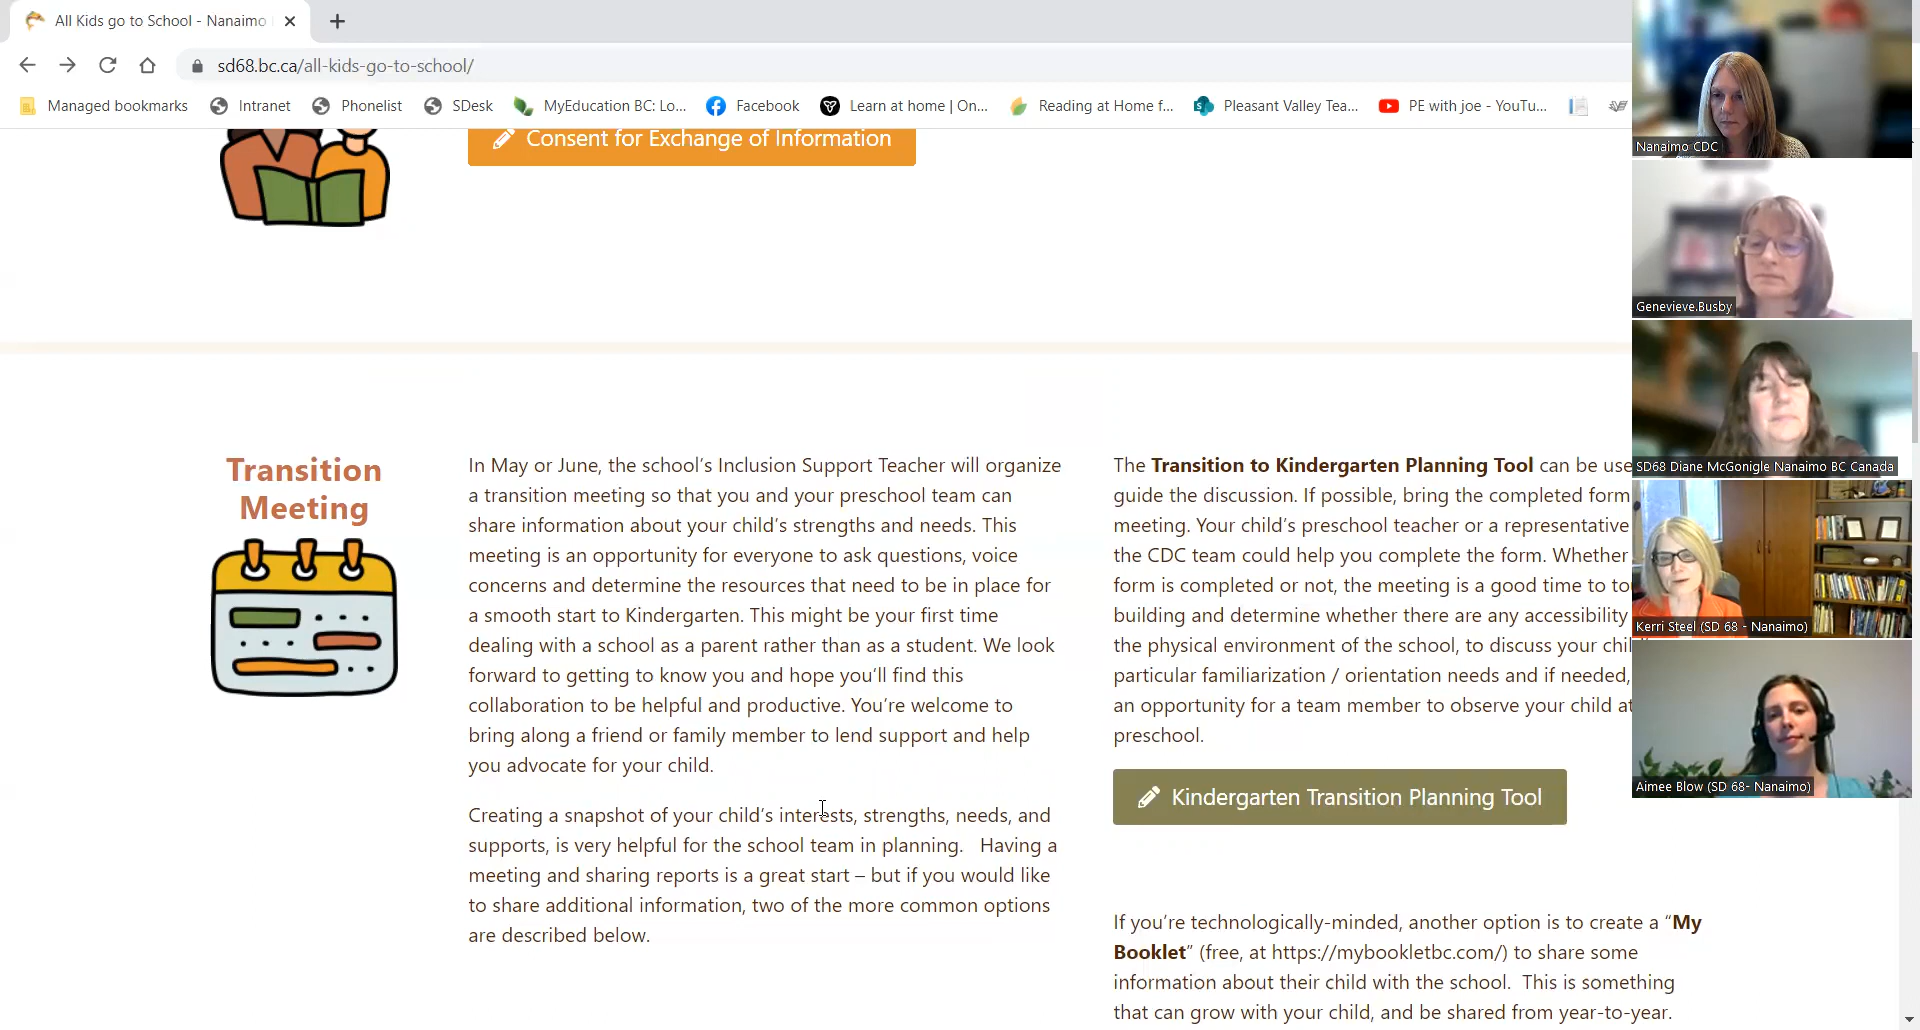 All Kids go to School - Nanaimo
sd68.bc.ca/all-kids-go-to-school/
Managed bookmarks
Intranet
Phonelist
SDesk
MyEducation BC: Lo...
Facebook
Learn at home | On...
Reading at Home f...
Pleasant Valley Tea...
PE with joe - YouTu...
Consent for Exchange of Information
Transition
Meeting
In May or June, the school's Inclusion Support Teacher will organize
a transition meeting so that you and your preschool team can
share information about your child's strengths and needs. This
meeting is an opportunity for everyone to ask questions, voice
concerns and determine the resources that need to be in place for
a smooth start to Kindergarten. This might be your first time
dealing with a school as a parent rather than as a student. We look
forward to getting to know you and hope you'll find this
collaboration to be helpful and productive. You're welcome to
bring along a friend or family member to lend support and help
you advocate for your child.
Creating a snapshot of your child's interests, strengths, needs, and
supports, is very helpful for the school team in planning. Having a
meeting and sharing reports is a great start – but if you would like
to share additional information, two of the more common options
are described below.
The Transition to Kindergarten Planning Tool can be use
guide the discussion. If possible, bring the completed form
meeting. Your child's preschool teacher or a representative
the CDC team could help you complete the form. Whether
form is completed or not, the meeting is a good time to to
building and determine whether there are any accessibility
the physical environment of the school, to discuss your chil
particular familiarization / orientation needs and if needed,
an opportunity for a team member to observe your child at
preschool.
Kindergarten Transition Planning Tool
If you're technologically-minded, another option is to create a "My
Booklet" (free, at https://mybookletbc.com/) to share some
information about their child with the school. This is something
that can grow with your child, and be shared from year-to-year.
Nanaimo CDC
Genevieve.Busby
SD68 Diane McGonigle Nanaimo BC Canada
Kerri Steel (SD 68 - Nanaimo)
Aimee Blow (SD 68- Nanaimo)